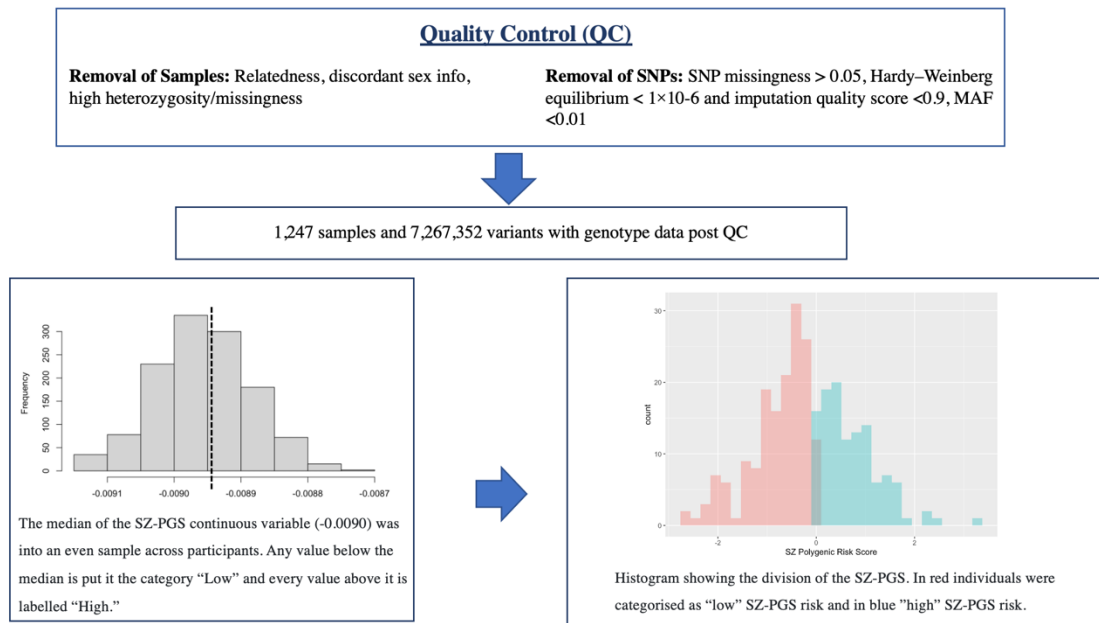 Quality Control (QC)
Removal of Samples: Relatedness, discordant sex info,
high heterozygosity/missingness
Removal of SNPs: SNP missingness > 0.05, Hardy–Weinberg
equilibrium < 1×10-6 and imputation quality score <0.9, MAF
<0.01
1,247 samples and 7,267,352 variants with genotype data post QC
Frequency
300
250
200
150
100
50
0
-0.0091
-0.0090
-0.0089
-0.0088
-0.0087
The median of the SZ-PGS continuous variable (-0.0090) was
into an even sample across participants. Any value below the
median is put it the category “Low” and every value above it is
labelled “High.”
count
30
20
10
0
-2
0
2
SZ Polygenic Risk Score
Histogram showing the division of the SZ-PGS. In red individuals were
categorised as “low” SZ-PGS risk and in blue ”high” SZ-PGS risk.